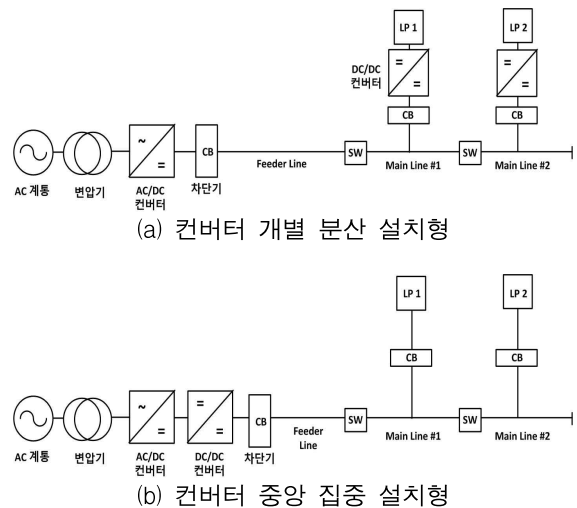 LP 1
LP 2
DC/DC
컨버터
=
=
=
=
CB
CB
~
=
CB
SW
SW
Feeder Line
Main Line #1
Main Line #2
AC 계통
변압기
AC/DC
컨버터
차단기
(a) 컨버터 개별 분산 설치형
LP 1
LP 2
CB
CB
~
=
=
=
CB
SW
SW
Feeder
Line
Main Line #1
Main Line #2
AC 계통
변압기
AC/DC
컨버터
DC/DC
컨버터
차단기
(b) 컨버터 중앙 집중 설치형